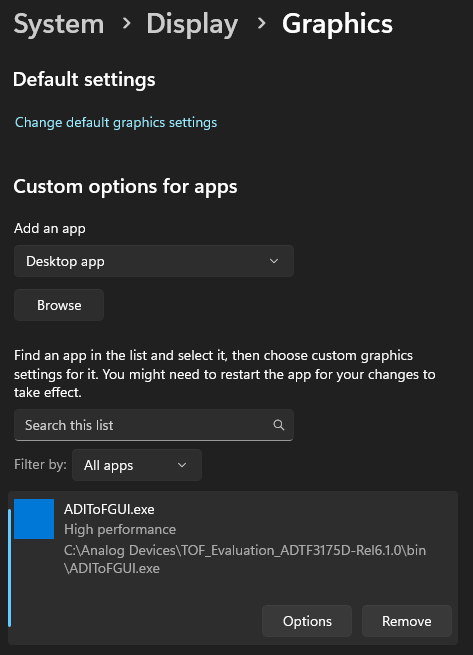 System > Display > Graphics
Default settings
Change default graphics settings
Custom options for apps
Add an app
Desktop app
Browse
Find an app in the list and select it, then choose custom graphics
settings for it. You might need to restart the app for your changes to
take effect.
Search this list
Filter by: All apps
ADIToFGUI.exe
High performance
C:\Analog Devices\TOF_Evaluation_ADTF3175D-Rel6.1.0\bin
\ADIToFGUI.exe
Options Remove